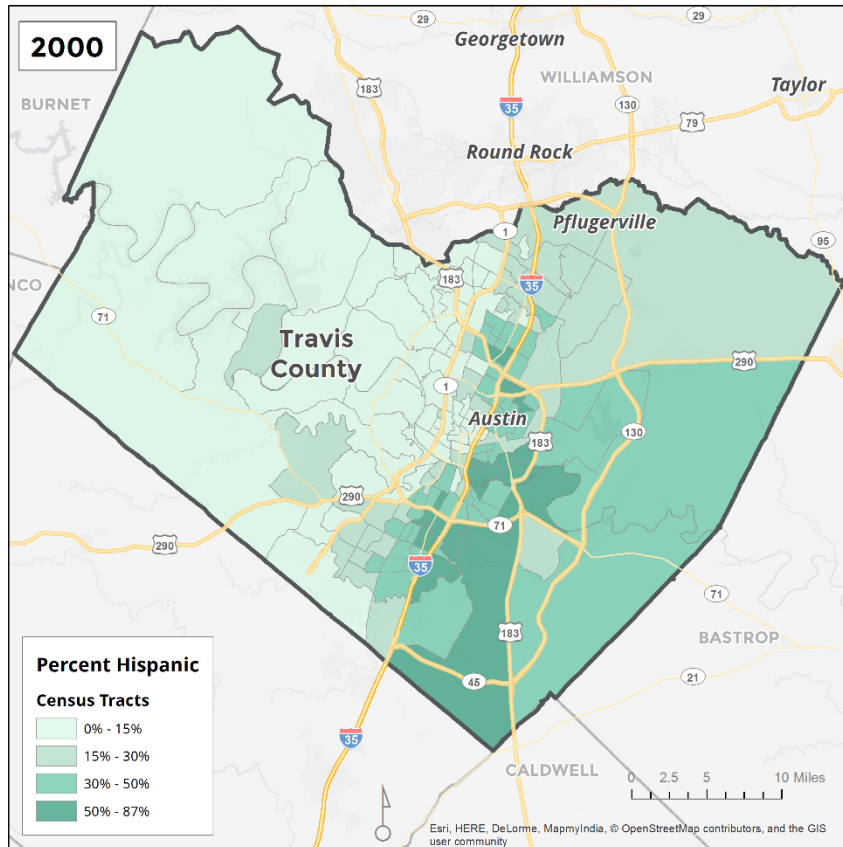 2000
29
29
Georgetown
WILLIAMSON
Taylor
BURNET
183
35
130
79
Round Rock
Pflugerville
1
95
183
35
NCO
71
Travis
County
290
1
Austin
183
130
290
71
290
35
71
183
BASTROP
21
45
35
CALDWELL
Percent Hispanic
Census Tracts
0% - 15%
15% - 30%
30% - 50%
50% - 87%
0 2.5 5 10 Miles
Esri, HERE, DeLorme, MapmyIndia, © OpenStreetMap contributors, and the GIS
user community